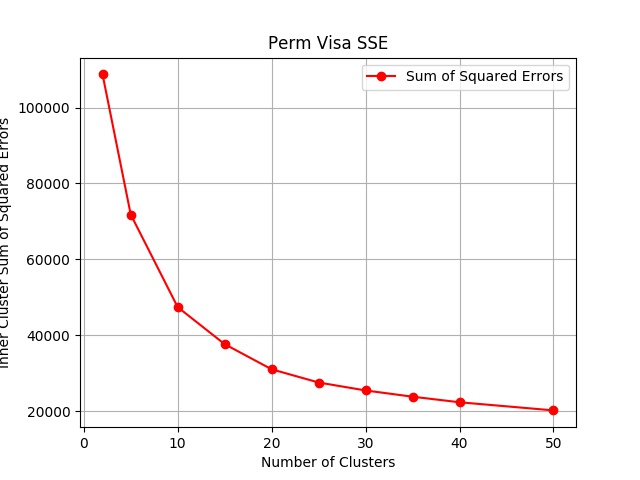 Perm Visa SSE
Sum of Squared Errors
Inner Cluster Sum of Squared Errors
100000
80000
60000
40000
20000
0 10 20 30 40 50
Number of Clusters